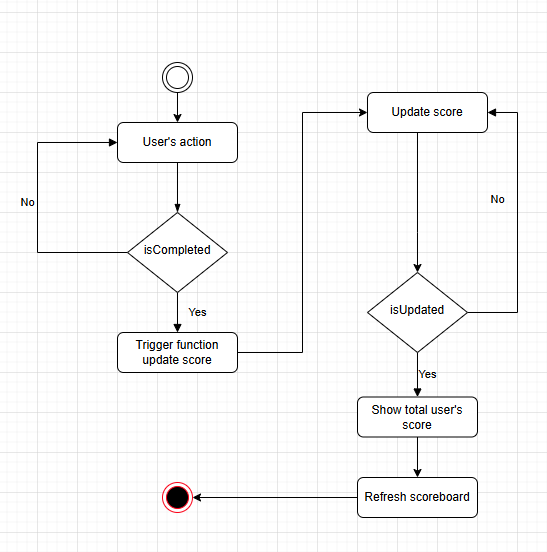 User's action
No
isCompleted
Yes
Trigger function
update score
Update score
No
isUpdated
Yes
Show total user's
score
Refresh scoreboard